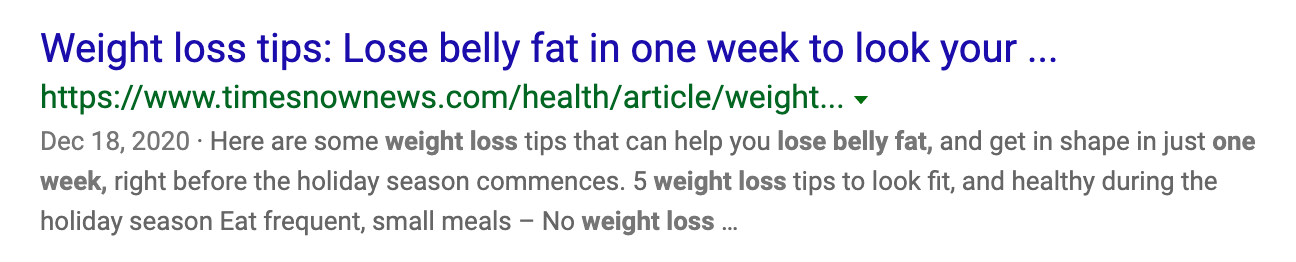 Weight loss tips: Lose belly fat in one week to look your ...
https://www.timesnownews.com/health/article/weight...
Dec 18, 2020 · Here are some weight loss tips that can help you lose belly fat, and get in shape in just one
week, right before the holiday season commences. 5 weight loss tips to look fit, and healthy during the
holiday season Eat frequent, small meals – No weight loss ...